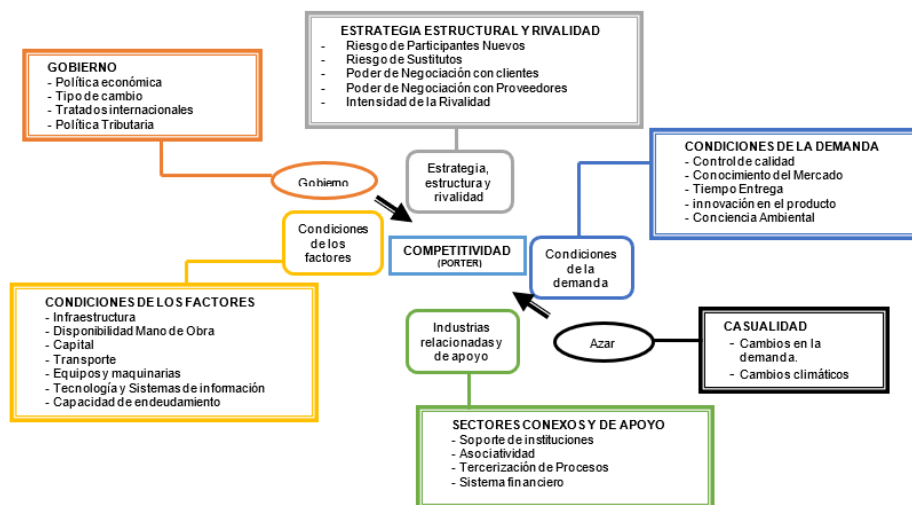 ESTRATEGIA ESTRUCTURAL Y RIVALIDAD
- Riesgo de Participantes Nuevos
- Riesgo de Sustitutos
- Poder de Negociación con clientes
- Poder de Negociación con Proveedores
- Intensidad de la Rivalidad
GOBIERNO
- Política económica
- Tipo de cambio
- Tratados internacionales
- Política Tributaria
CONDICIONES DE LA DEMANDA
- Control de calidad
- Conocimiento del Mercado
- Tiempo Entrega
- innovación en el producto
- Conciencia Ambiental
Gobierno
Estrategia,
estructura y
rivalidad
Condiciones
de los
factores
COMPETITIVIDAD
(PORTER)
Condiciones
de la
demanda
CONDICIONES DE LOS FACTORES
- Infraestructura
- Disponibilidad Mano de Obra
- Capital
- Transporte
- Equipos y maquinarias
- Tecnología y Sistemas de información
- Capacidad de endeudamiento
Industrias
relacionadas y
de apoyo
Azar
CASUALIDAD
- Cambios en la
demanda.
- Cambios climáticos
SECTORES CONEXOS Y DE APOYO
- Soporte de instituciones
- Asociatividad
- Tercerización de Procesos
- Sistema financiero